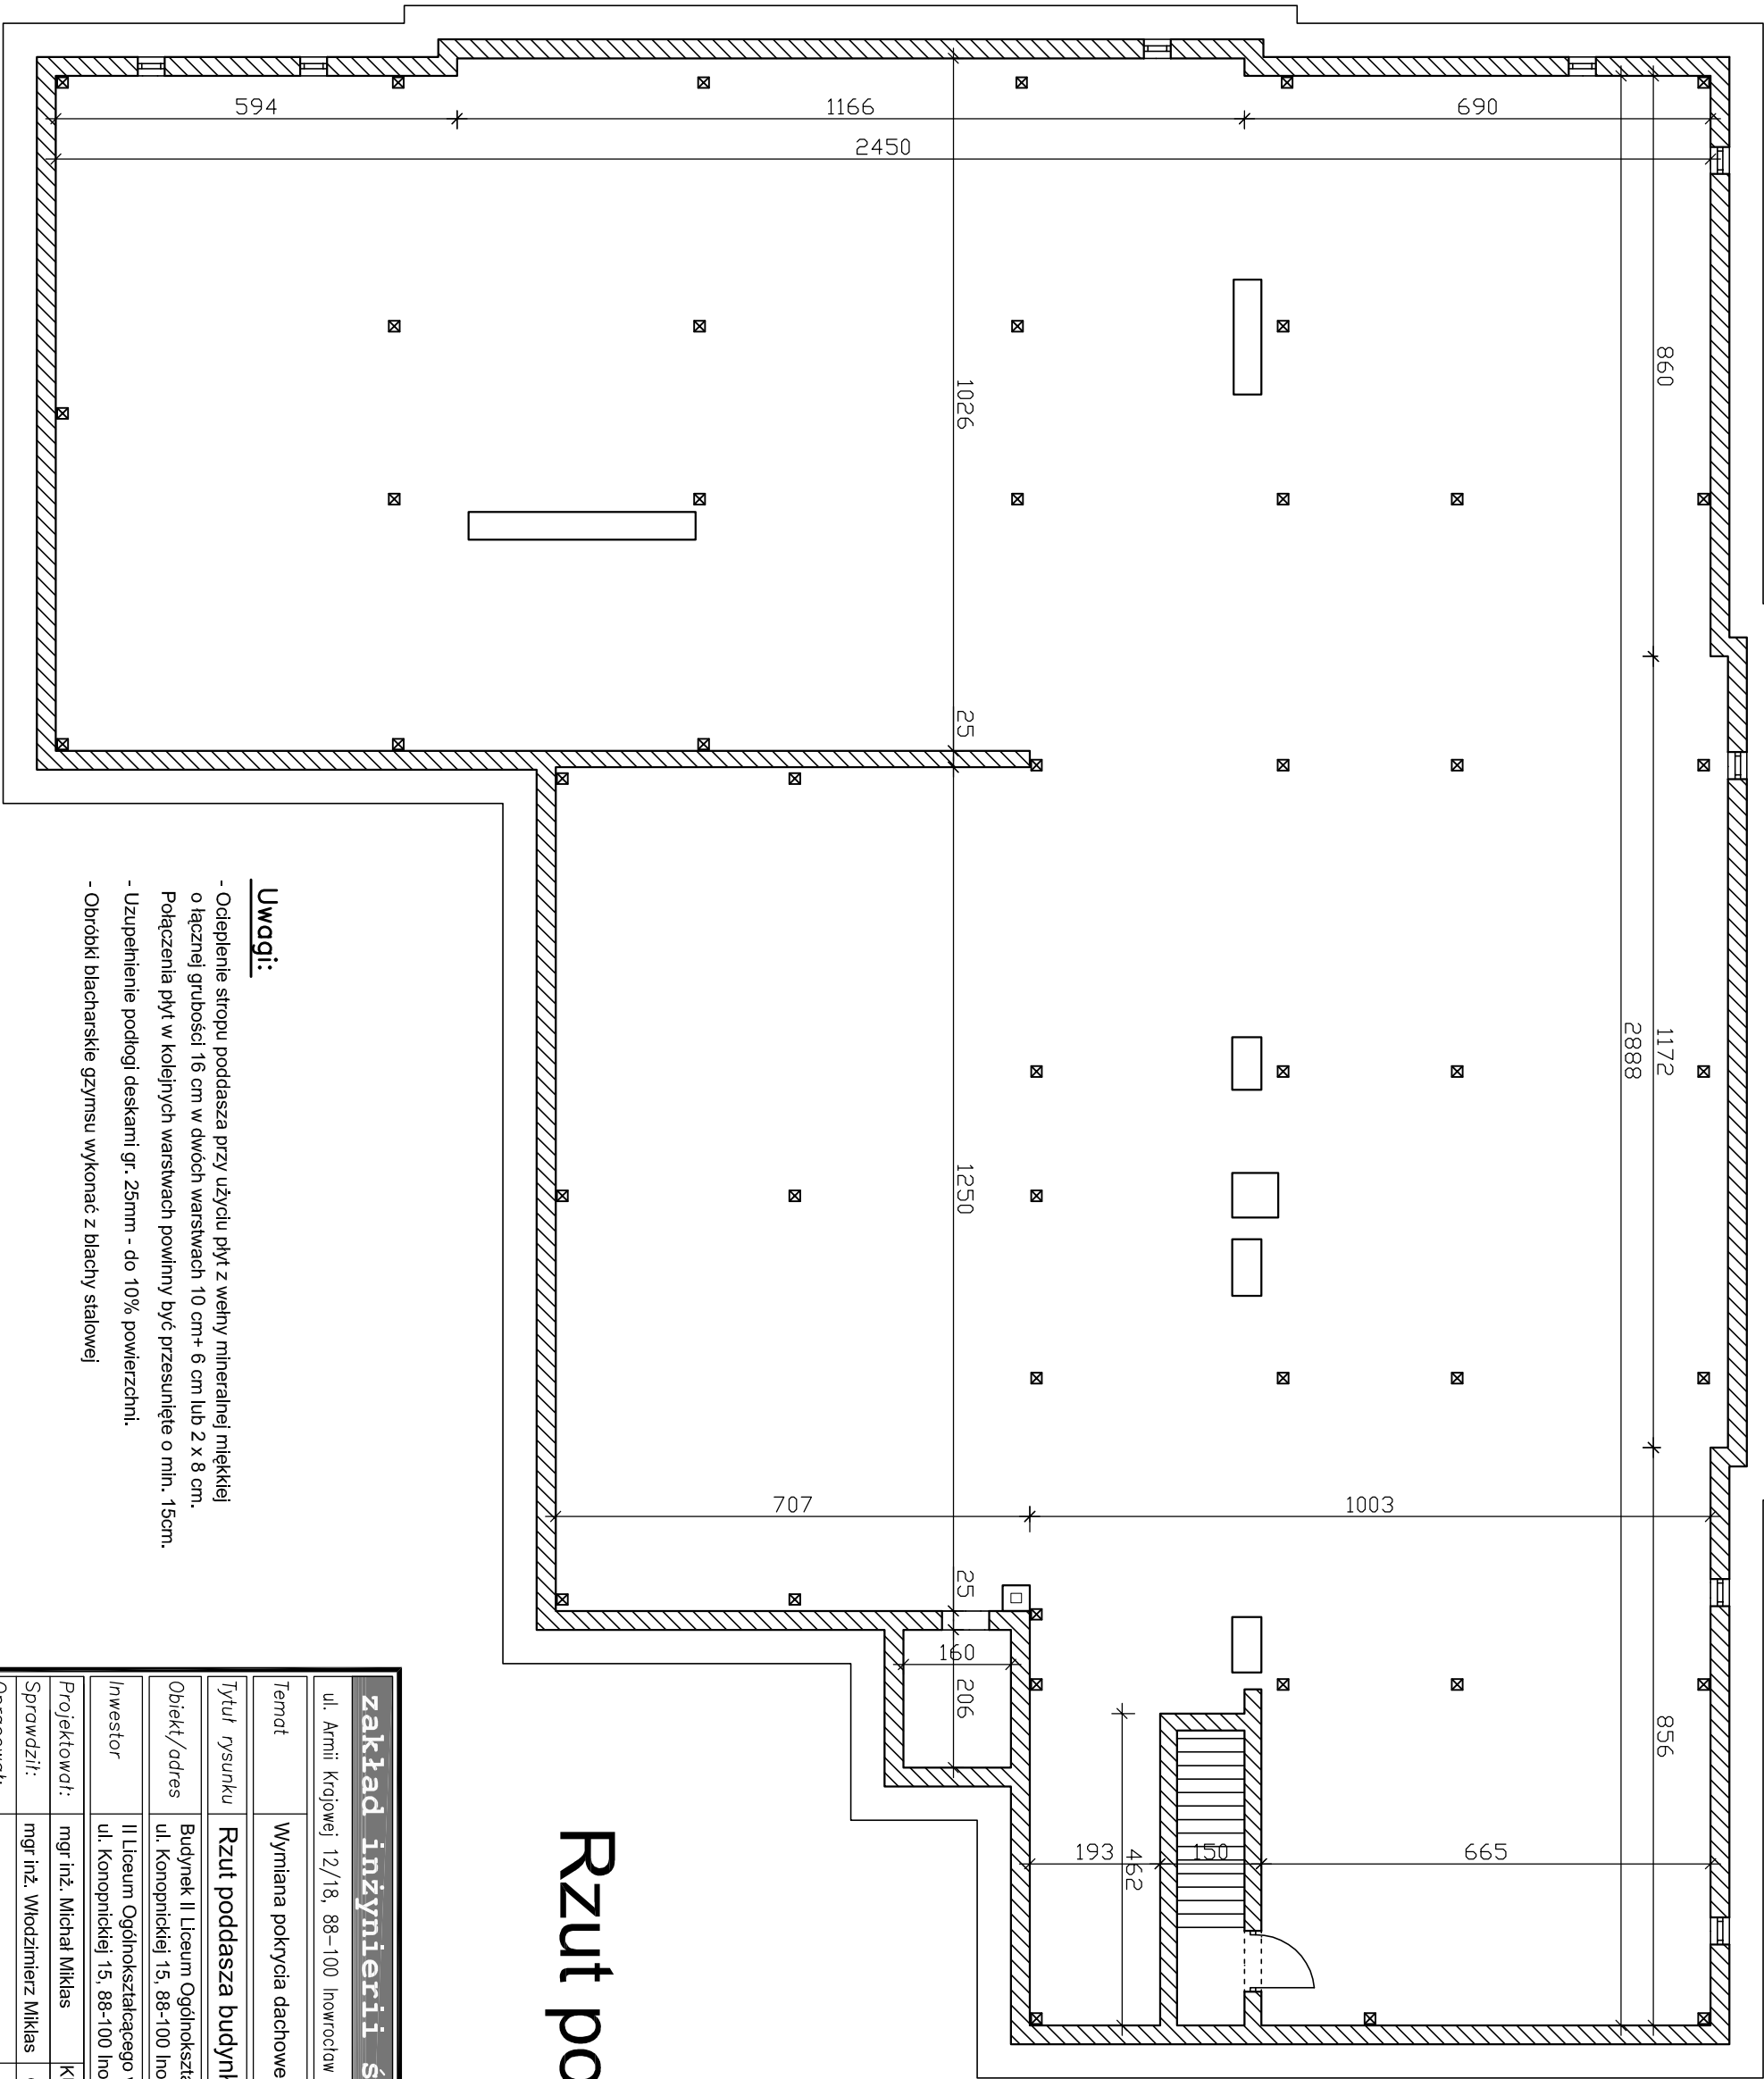 594
1166
690
2450
860
1026
25
1172
2888
1250
707
1003
25
160
206
856
193
462
150
665
Uwagi:
- Ocieplenie stropu poddasza przy użyciu płyt z wełny mineralnej miękkiej
o łącznej grubości 16 cm w dwóch warstwach 10 cm+ 6 cm lub 2 x 8 cm.
Połączenia płyt w kolejnych warstwach powinny być przesunięte o min. 15cm.
- Uzupełnienie podłogi deskami gr. 25mm - do 10% powierzchni.
- Obróbki blacharskie gzymsu wykonać z blachy stalowej
Rzut po
zakład inżynierii ś
ul. Armii Krajowej 12/18, 88-100 Inowrocław
Temat Wymiana pokrycia dachowe
Tytuł rysunku Rzut poddasza budynk
Obiekt/adres Budynek II Liceum Ogólnokszta
ul. Konopnickiej 15, 88-100 Ino
Inwestor II Liceum Ogólnokształcącego
ul. Konopnickiej 15, 88-100 Ino
Projektował: mgr inż. Michał Miklas
Sprawdził: mgr inż. Włodzimierz Miklas